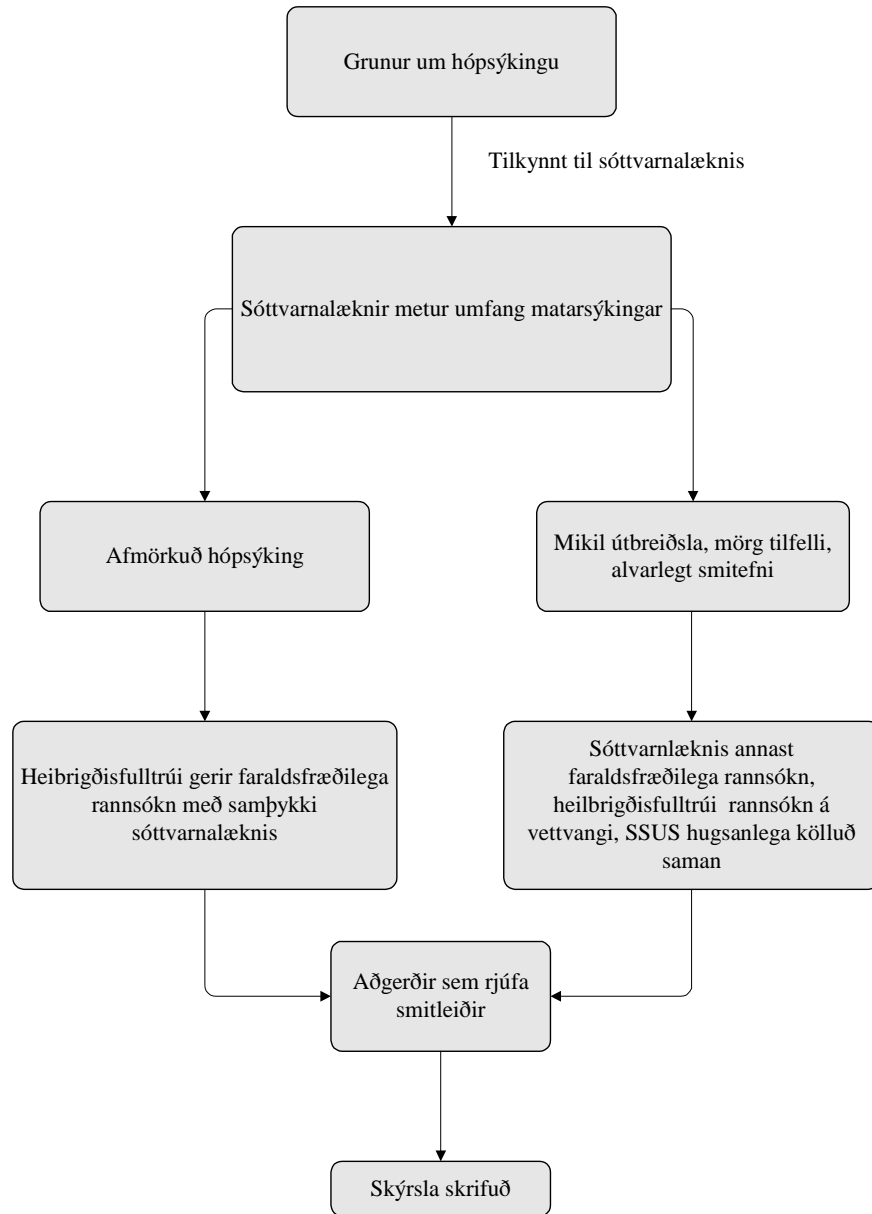 Grunur um hópsýkingu
Tilkynnt til sóttvarnalæknis
Sóttvarnalæknir metur umfang matarsýkingar
Afmörkuð hópsýking
Mikil útbreiðsla, mörg tilfelli,
alvarlegt smitefni
Heibrigðisfulltrúi gerir faraldsfræðilega
rannsókn með samþykki
sóttvarnalæknis
Sóttvarnlæknis annast
faraldsfræðilega rannsókn,
heilbrigðisfulltrúi rannsókn á
vettvangi, SSUS hugsanlega kölluð
saman
Aðgerðir sem rjúfa
smitleiðir
Skýrsla skrifuð